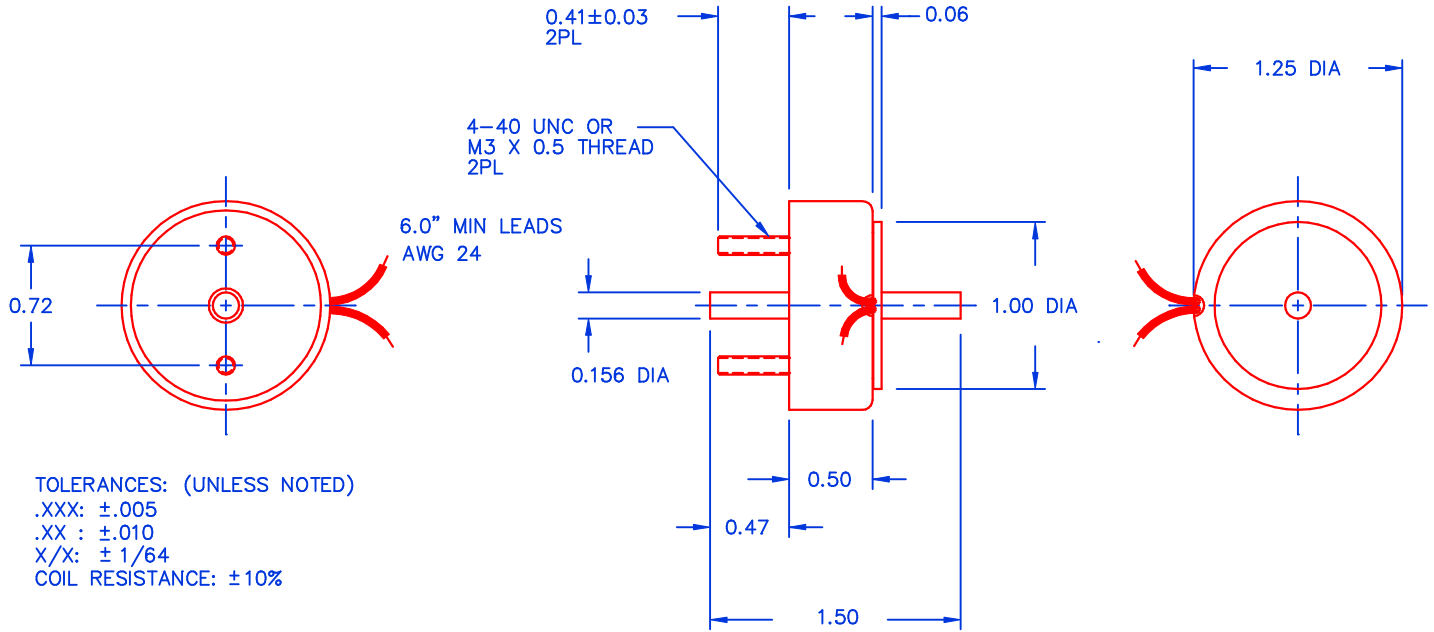 0.41±0.03
2PL
0.06
1.25 DIA
4-40 UNC OR
M3 X 0.5 THREAD
2PL
6.0" MIN LEADS
AWG 24
0.72
1.00 DIA
0.156 DIA
0.50
0.47
1.50
TOLERANCES: (UNLESS NOTED)
.XXX: ±.005
.XX : ±.010
X/X: ± 1/64
COIL RESISTANCE: ±10%